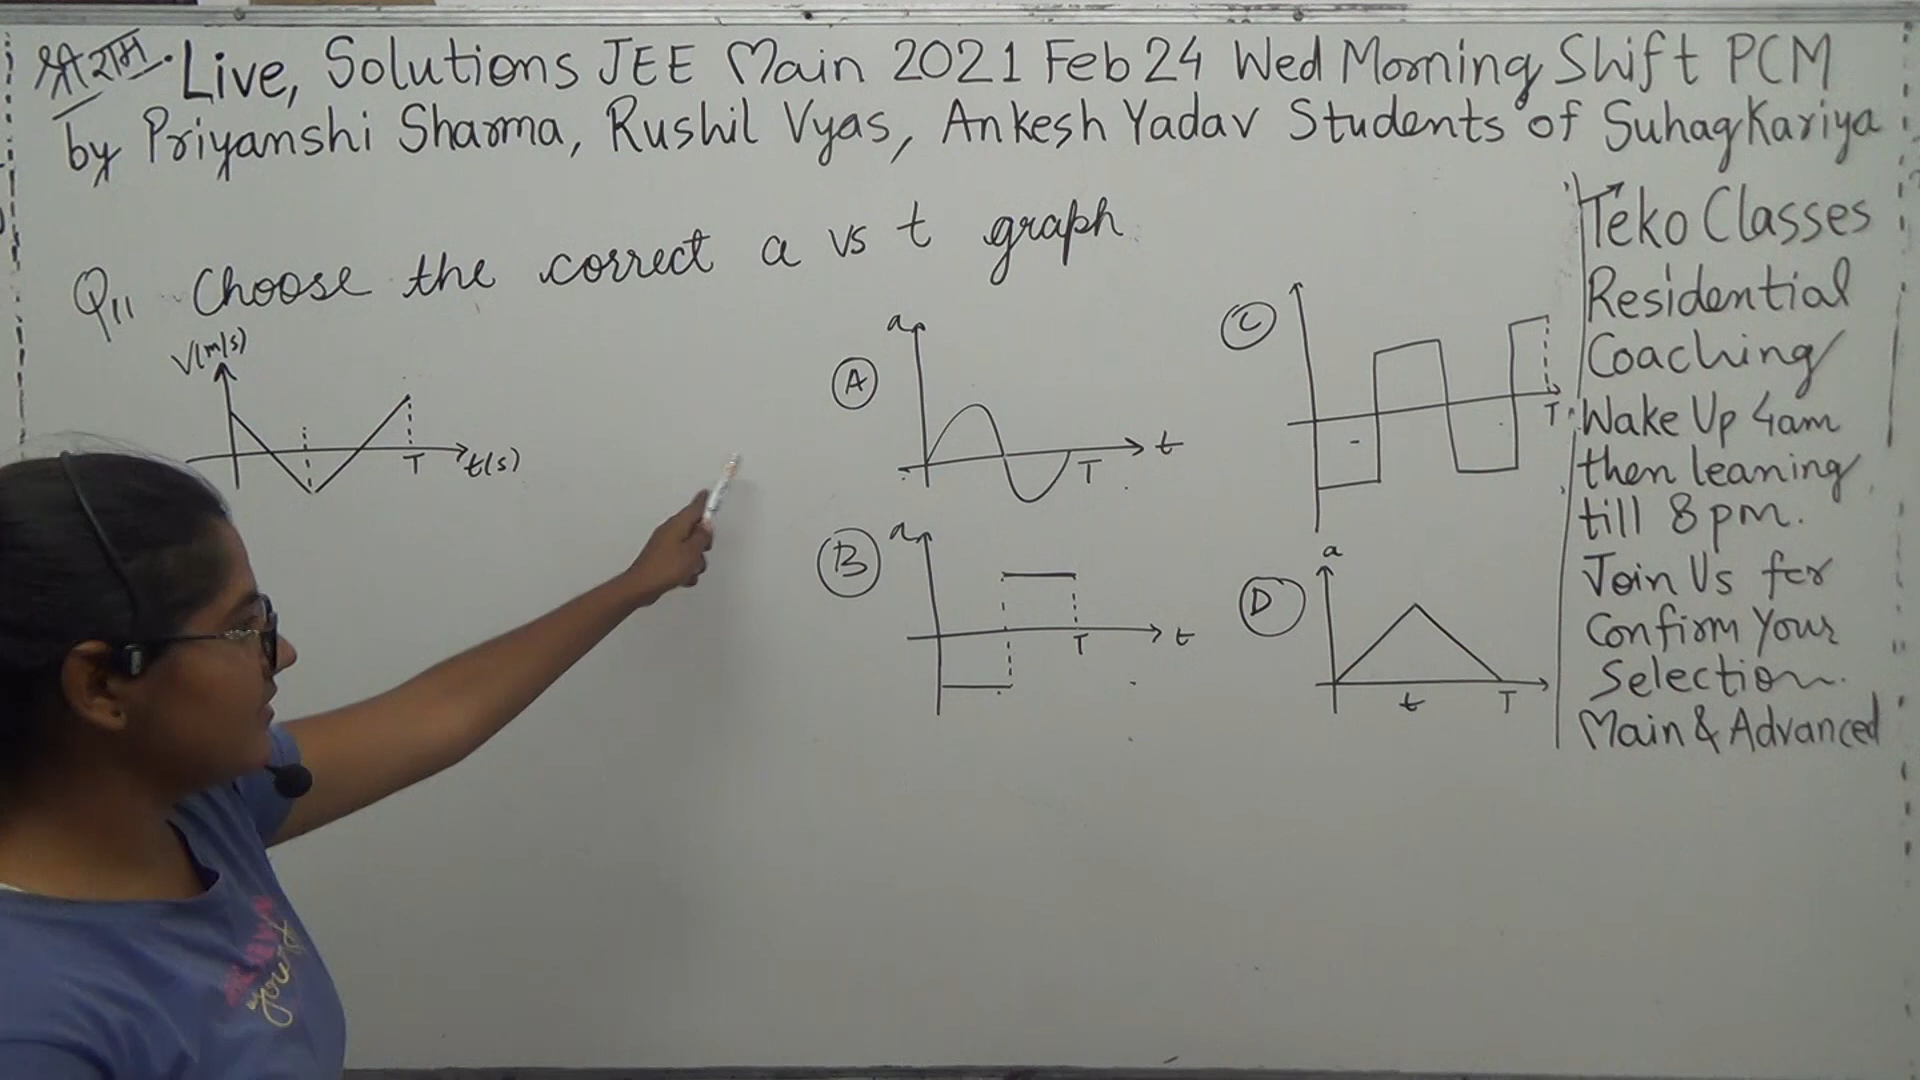 श्री राम. Live, Solutions JEE Main 2021 Feb 24 Wed Morning Shift PCM
by Priyanshi Sharma, Rushil Vyas, Ankesh Yadav Students of Suhag Kariya
Q11 Choose the correct a vs t graph
V(m/s)
T
t(s)
A
a
T
t
B
a
T
t
C
T
D
a
t
T
Teko Classes
Residential
Coaching
Wake Up 4am
then leaning
till 8 pm.
Join Us for
Confirm Your
Selection.
Main & Advanced